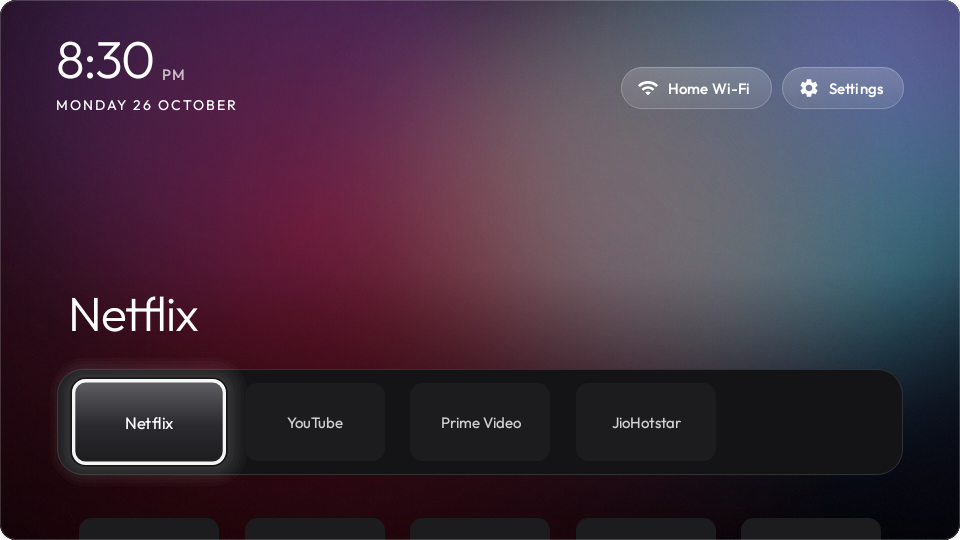 8:30 PM
MONDAY 26 OCTOBER
Home Wi-Fi
Settings
Netflix
Netflix
YouTube
Prime Video
JioHotstar